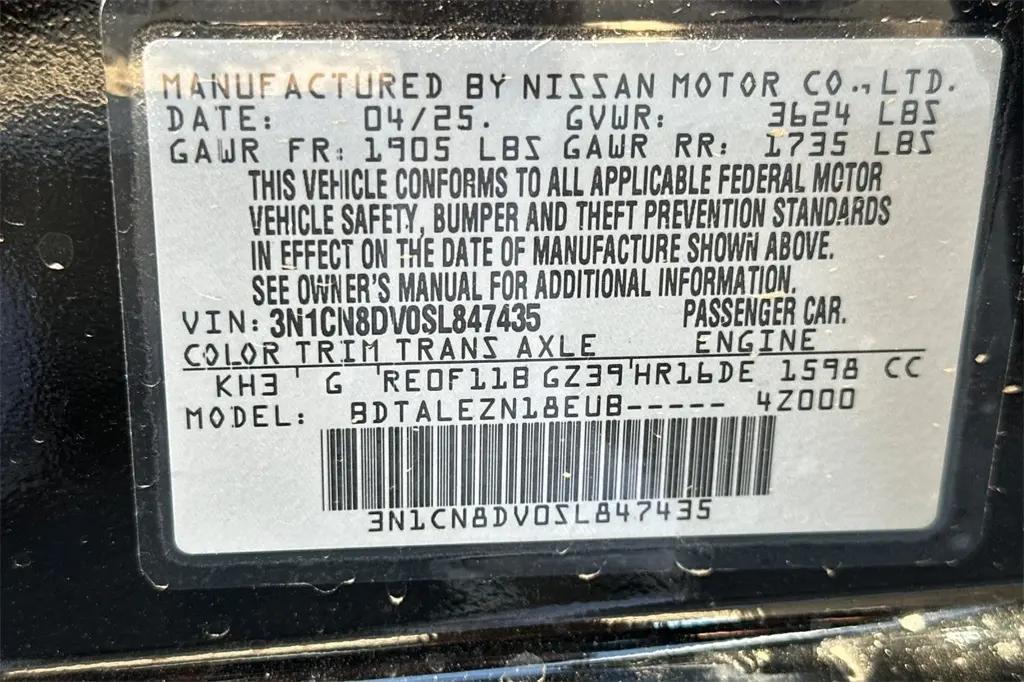 MANUFACTURED BY NISSAN MOTOR CO., LTD.
DATE: 04/25. GVWR: 3624 LBS
GAWR FR: 1905 LBS GAWR RR: 1735 LBS
THIS VEHICLE CONFORMS TO ALL APPLICABLE FEDERAL MOTOR
VEHICLE SAFETY, BUMPER AND THEFT PREVENTION STANDARDS
IN EFFECT ON THE DATE OF MANUFACTURE SHOWN ABOVE.
SEE OWNER'S MANUAL FOR ADDITIONAL INFORMATION.
VIN: 3N1CN8DV0SL847435 PASSENGER CAR.
COLOR TRIM TRANS AXLE ENGINE
KH3 ' G ' RE0F11B GZ39 ' HR16DE 1598 CC
MODEL: BDTALEZN18EUB----- 4Z000
3N1CN8DV0SL847435